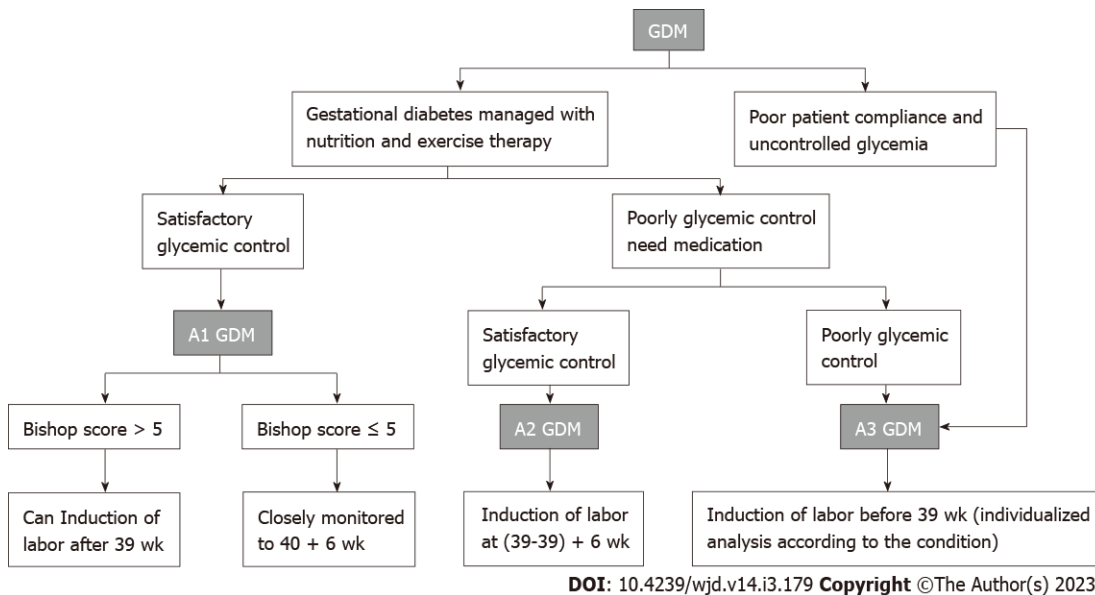 GDM
Gestational diabetes managed with
nutrition and exercise therapy
Poor patient compliance and
uncontrolled glycemia
Satisfactory
glycemic control
Poorly glycemic control
need medication
A1 GDM
Satisfactory
glycemic control
Poorly glycemic
control
Bishop score > 5
Bishop score ≤ 5
A2 GDM
A3 GDM
Can Induction of
labor after 39 wk
Closely monitored
to 40 + 6 wk
Induction of labor
at (39-39) + 6 wk
Induction of labor before 39 wk (individualized
analysis according to the condition)
DOI: 10.4239/wjd.v14.i3.179 Copyright ©The Author(s) 2023